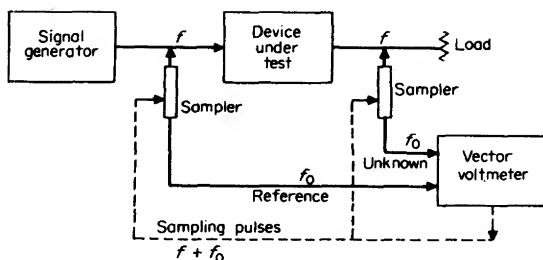 Signal
generator
f
Device
under
test
f
Load
Sampler
Sampler
f₀
Unknown
Vector
voltmeter
f₀
Reference
Sampling pulses
f + f₀